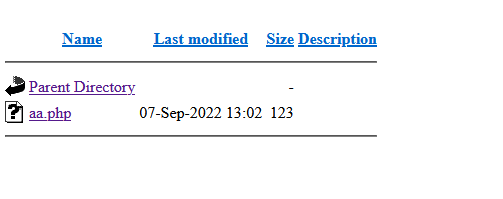 Name Last modified Size Description
Parent Directory -
aa.php 07-Sep-2022 13:02 123